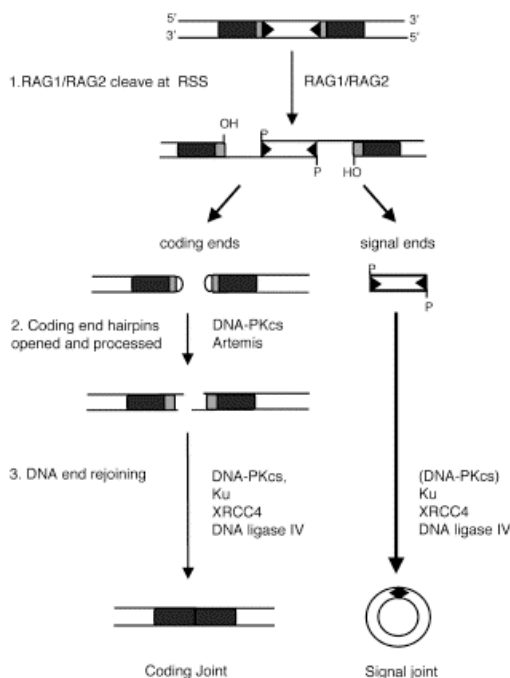 5' 3'
3' 5'
1.RAG1/RAG2 cleave at RSS RAG1/RAG2
OH P
P HO
coding ends signal ends
P
P
2. Coding end hairpins DNA-PKcs
opened and processed Artemis
3. DNA end rejoining DNA-PKcs, (DNA-PKcs)
Ku Ku
XRCC4 XRCC4
DNA ligase IV DNA ligase IV
Coding Joint Signal joint